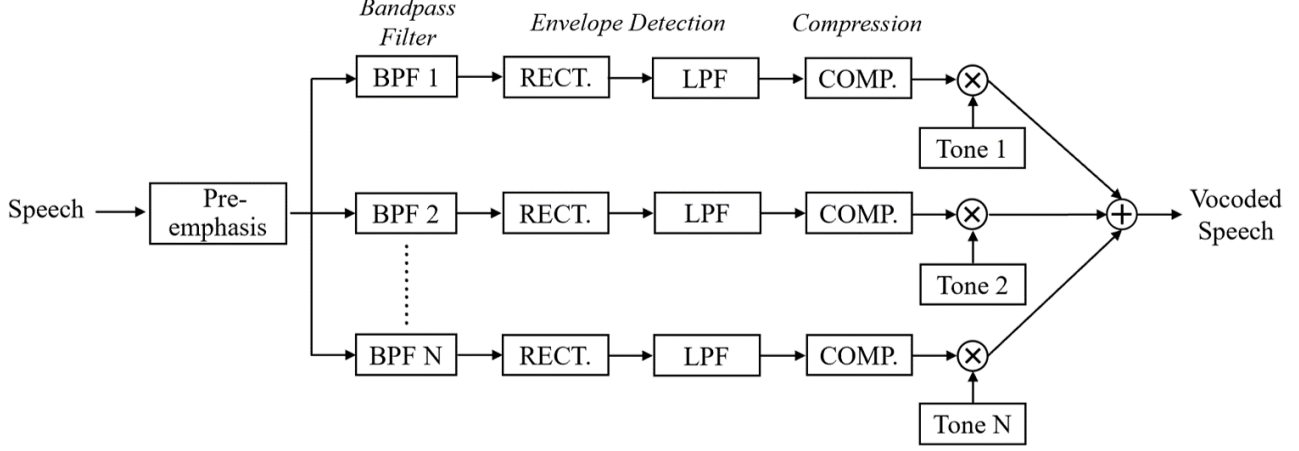 Bandpass
Filter
Envelope Detection
Compression
BPF 1
RECT.
LPF
COMP.
Tone 1
Speech
Pre-
emphasis
BPF 2
RECT.
LPF
COMP.
Tone 2
Vocoded
Speech
BPF N
RECT.
LPF
COMP.
Tone N